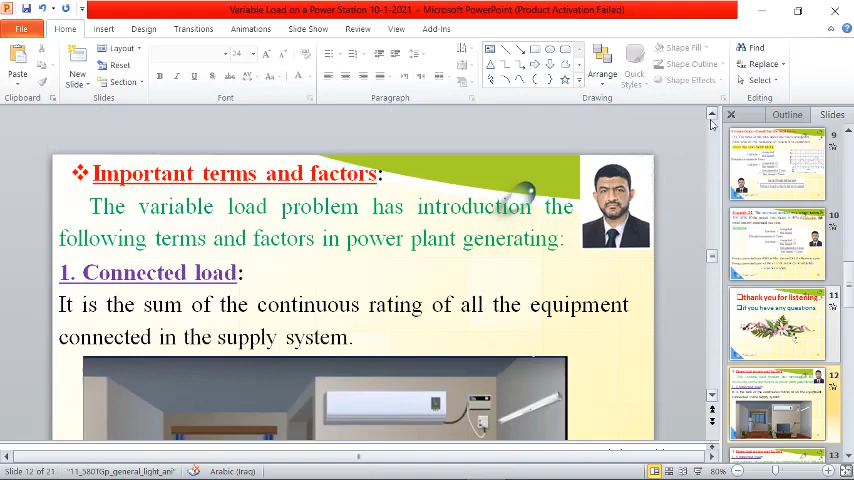 Variable Load on a Power Station 10-1-2021 - Microsoft PowerPoint (Product Activation Failed)
File Home Insert Design Transitions Animations Slide Show Review View Add-Ins
Paste
New Slide
Layout
Reset
Section
24
Arrange
Quick Styles
Shape Fill
Shape Outline
Shape Effects
Find
Replace
Select
Clipboard Slides Font Paragraph Drawing Editing
Important terms and factors:
The variable load problem has introduction the
following terms and factors in power plant generating:
1. Connected load:
It is the sum of the continuous rating of all the equipment
connected in the supply system.
Outline Slides
9
10
11
thank you for listening
if you have any questions
12
13
Slide 12 of 21 "11_580TGp_general_light_ani" Arabic (Iraq) 80%